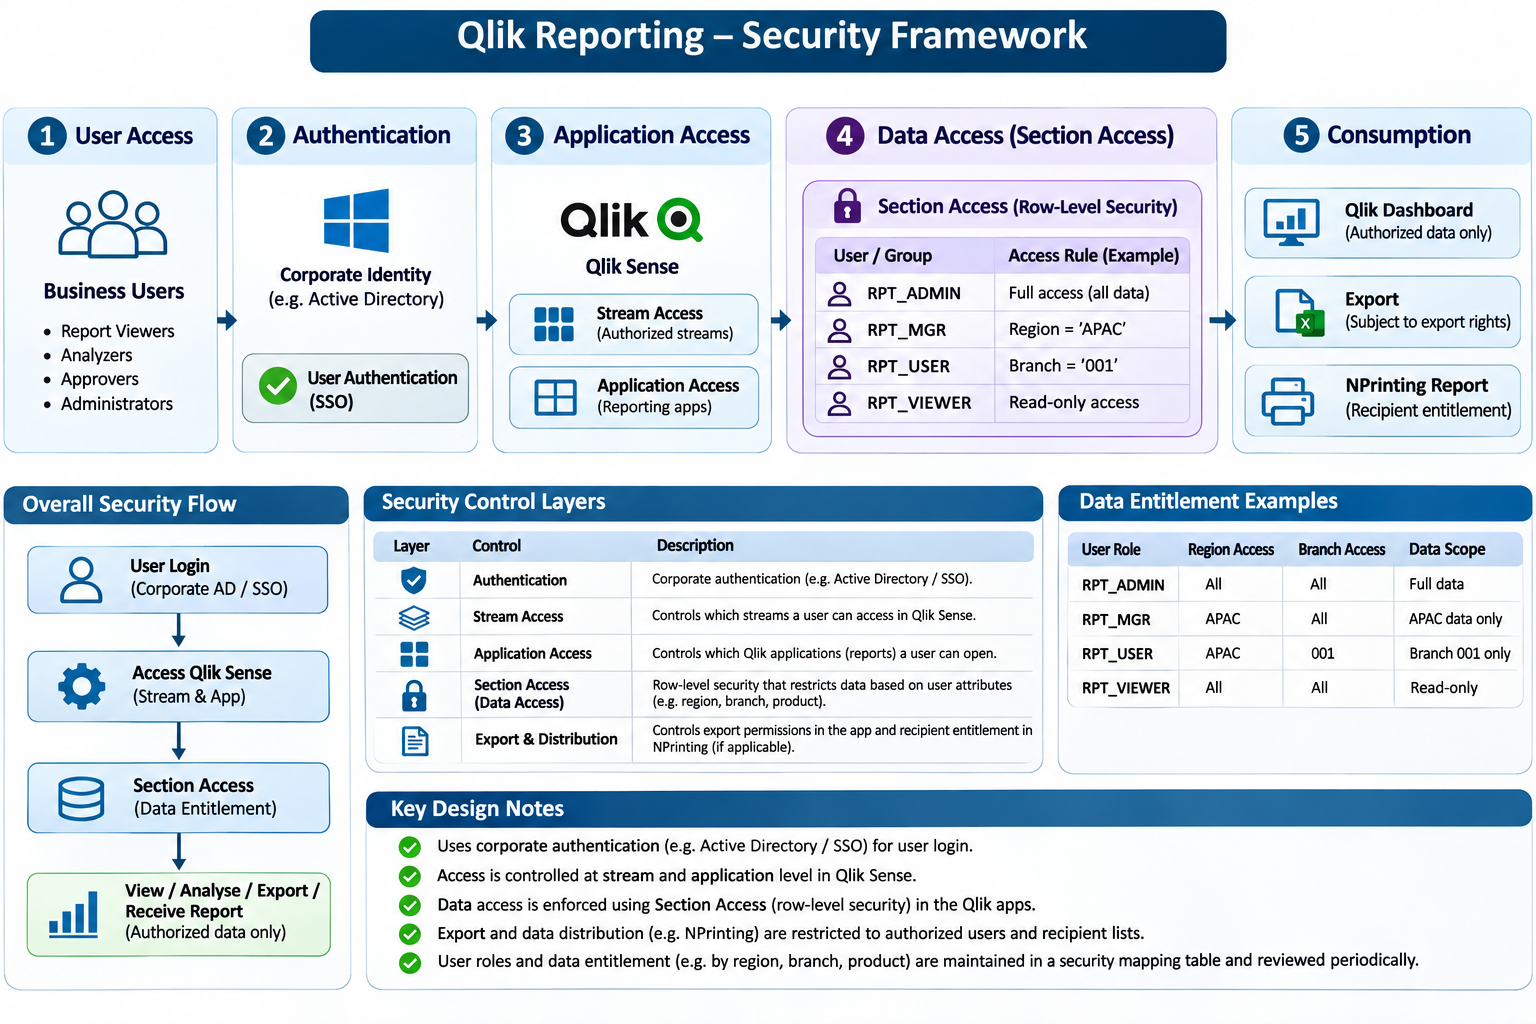 Qlik Reporting – Security Framework
1 User Access
Business Users
• Report Viewers
• Analyzers
• Approvers
• Administrators
2 Authentication
Corporate Identity
(e.g. Active Directory)
User Authentication
(SSO)
3 Application Access
Qlik
Qlik Sense
Stream Access
(Authorized streams)
Application Access
(Reporting apps)
4 Data Access (Section Access)
Section Access (Row-Level Security)
User / Group Access Rule (Example)
RPT_ADMIN Full access (all data)
RPT_MGR Region = 'APAC'
RPT_USER Branch = '001'
RPT_VIEWER Read-only access
5 Consumption
Qlik Dashboard
(Authorized data only)
X
Export
(Subject to export rights)
NPrinting Report
(Recipient entitlement)
Overall Security Flow
User Login
(Corporate AD / SSO)
Access Qlik Sense
(Stream & App)
Section Access
(Data Entitlement)
View / Analyse / Export /
Receive Report
(Authorized data only)
Security Control Layers
Layer Control Description
Authentication Corporate authentication (e.g. Active Directory / SSO).
Stream Access Controls which streams a user can access in Qlik Sense.
Application Access Controls which Qlik applications (reports) a user can open.
Section Access
(Data Access)
Row-level security that restricts data based on user attributes
(e.g. region, branch, product).
Export & Distribution
Controls export permissions in the app and recipient entitlement in
NPrinting (if applicable).
Data Entitlement Examples
User Role Region Access Branch Access Data Scope
RPT_ADMIN All All Full data
RPT_MGR APAC All APAC data only
RPT_USER APAC 001 Branch 001 only
RPT_VIEWER All All Read-only
Key Design Notes
Uses corporate authentication (e.g. Active Directory / SSO) for user login.
Access is controlled at stream and application level in Qlik Sense.
Data access is enforced using Section Access (row-level security) in the Qlik apps.
Export and data distribution (e.g. NPrinting) are restricted to authorized users and recipient lists.
User roles and data entitlement (e.g. by region, branch, product) are maintained in a security mapping table and reviewed periodically.